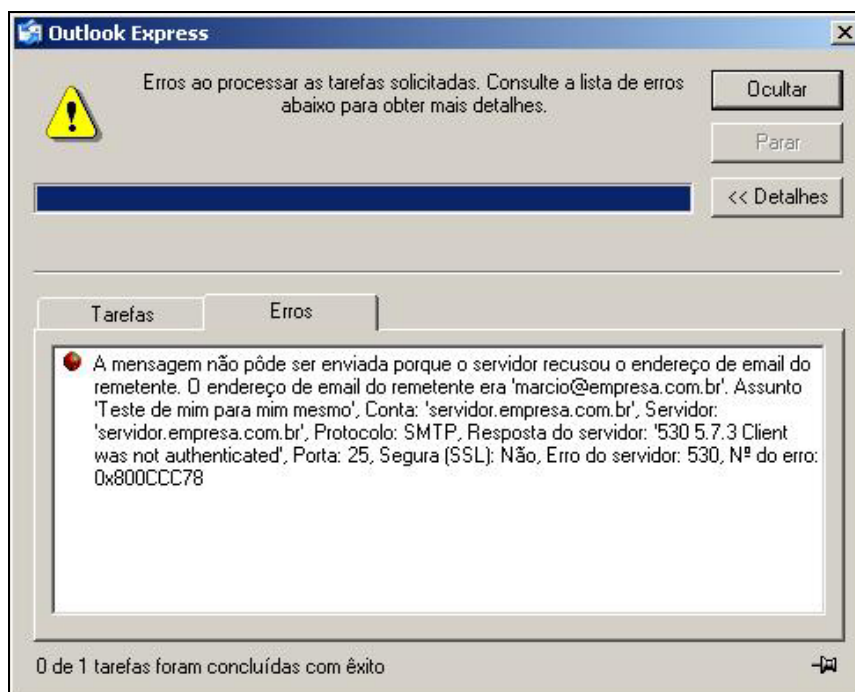 Outlook Express
Erros ao processar as tarefas solicitadas. Consulte a lista de erros
abaixo para obter mais detalhes.
Ocultar
Parar
<< Detalhes
Tarefas
Erros
A mensagem não pôde ser enviada porque o servidor recusou o endereço de email do
remetente. O endereço de email do remetente era 'marcio@empresa.com.br'. Assunto
'Teste de mim para mim mesmo', Conta: 'servidor.empresa.com.br', Servidor:
'servidor.empresa.com.br', Protocolo: SMTP, Resposta do servidor: '530 5.7.3 Client
was not authenticated', Porta: 25, Segura (SSL): Não, Erro do servidor: 530, Nº do erro:
0x800CCC78
0 de 1 tarefas foram concluídas com êxito